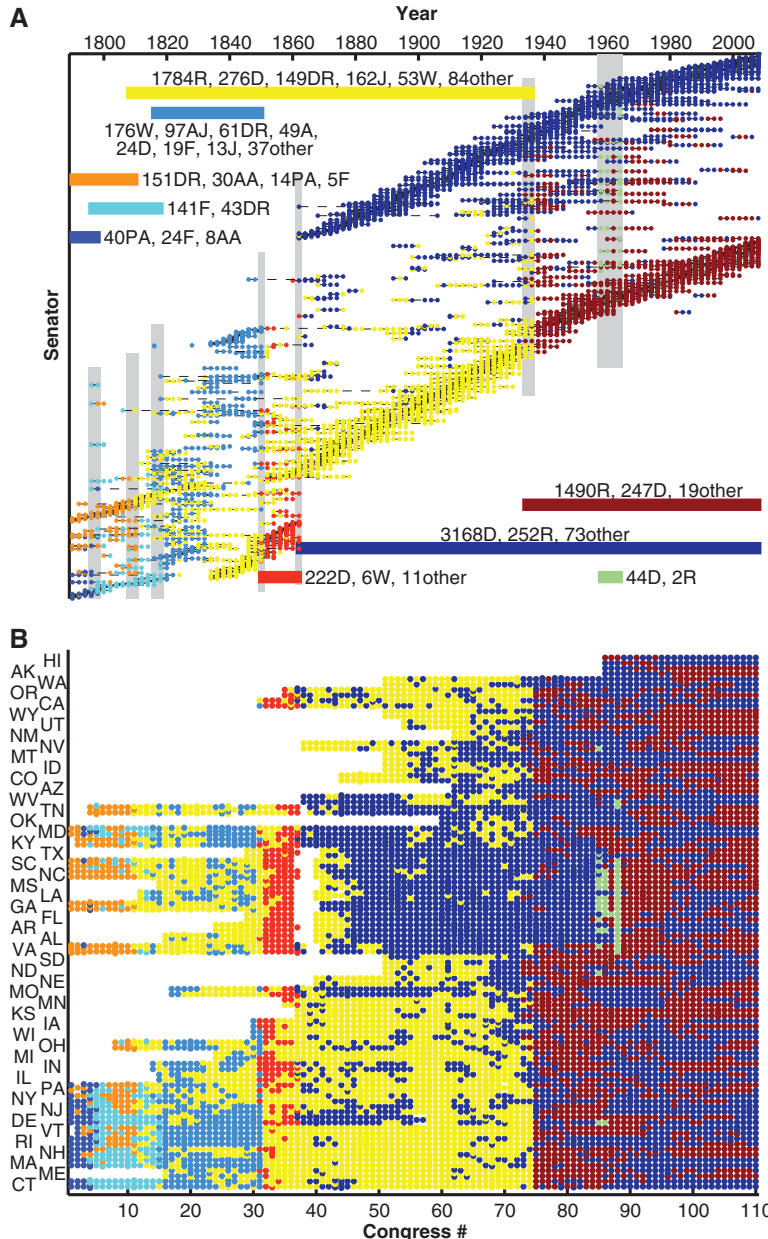 A
Year
1800 1820 1840 1860 1880 1900 1920 1940 1960 1980 2000
1784R, 276D, 149DR, 162J, 53W, 84other
176W, 97AJ, 61DR, 49A,
24D, 19F, 13J, 37other
151DR, 30AA, 14PA, 5F
141F, 43DR
40PA, 24F, 8AA
Senator
1490R, 247D, 19other
3168D, 252R, 73other
222D, 6W, 11other
44D, 2R
B
HI
AK
WA
OR
CA
WY
UT
NM
NV
MT
ID
CO
AZ
WV
TN
OK
MD
KY
TX
SC
NC
MS
LA
GA
FL
AR
AL
VA
SD
ND
NE
MO
MN
KS
IA
WI
OH
MI
IN
IL
PA
NY
NJ
DE
VT
RI
NH
MA
ME
CT
10 20 30 40 50 60 70 80 90 100 110
Congress #